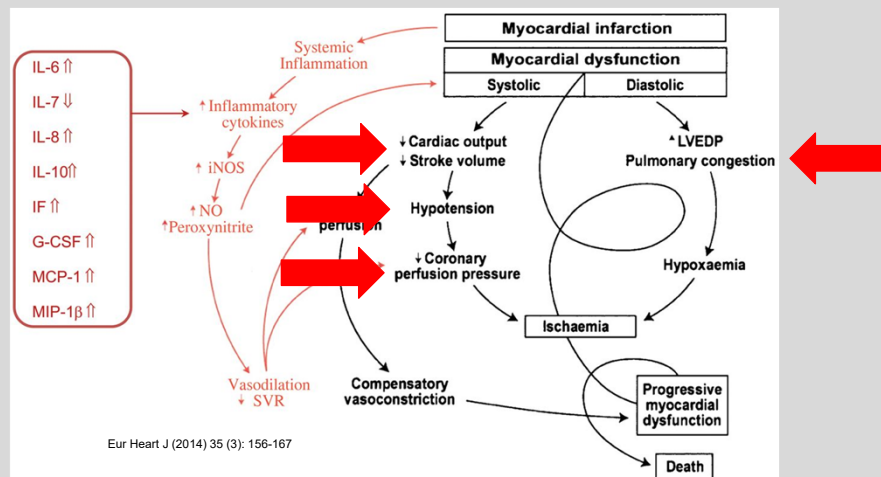 Myocardial infarction
Systemic
Inflammation
Myocardial dysfunction
Systolic
Diastolic
IL-6 ⇑
IL-7 ⇓
IL-8 ⇑
IL-10⇑
IF ⇑
G-CSF ⇑
MCP-1 ⇑
MIP-1β ⇑
↑Inflammatory
cytokines
↑ iNOS
↑ NO
↑Peroxynitrite
↓ Cardiac output
↓ Stroke volume
▲ LVEDP
Pulmonary congestion
perfusion
Hypotension
↓ Coronary
perfusion pressure
Hypoxaemia
Ischaemia
Vasodilation
↓ SVR
Compensatory
vasoconstriction
Progressive
myocardial
dysfunction
Death
Eur Heart J (2014) 35 (3): 156-167